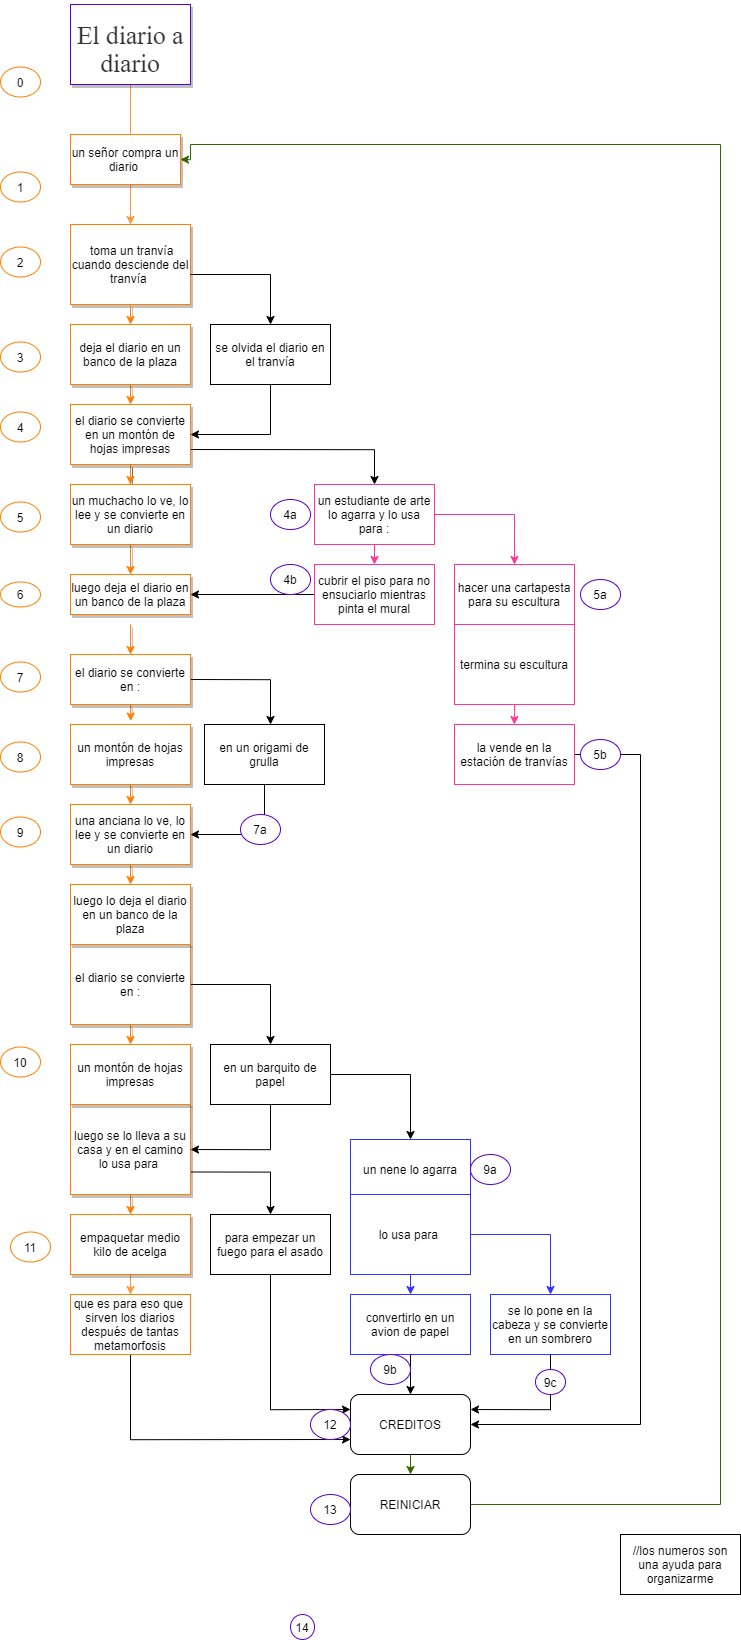 El diario a
diario
0
un señor compra un
diario
1
toma un tranvía
cuando desciende del
tranvía
2
deja el diario en un
banco de la plaza
se olvida el diario en
el tranvía
3
el diario se convierte
en un montón de
hojas impresas
4
un muchacho lo ve, lo
lee y se convierte en
un diario
5
4a
un estudiante de arte
lo agarra y lo usa
para :
luego deja el diario en
un banco de la plaza
6
4b
cubrir el piso para no
ensuciarlo mientras
pinta el mural
hacer una cartapesta
para su escultura
5a
termina su escultura
7
el diario se convierte
en :
8
un montón de hojas
impresas
en un origami de
grulla
la vende en la
estación de tranvías
5b
9
una anciana lo ve, lo
lee y se convierte en
un diario
7a
luego lo deja el diario
en un banco de la
plaza
el diario se convierte
en :
10
un montón de hojas
impresas
en un barquito de
papel
luego se lo lleva a su
casa y en el camino
lo usa para
un nene lo agarra
9a
11
empaquetar medio
kilo de acelga
para empezar un
fuego para el asado
lo usa para
que es para eso que
sirven los diarios
después de tantas
metamorfosis
convertirlo en un
avion de papel
se lo pone en la
cabeza y se convierte
en un sombrero
9b
9c
12
CREDITOS
13
REINICIAR
//los numeros son
una ayuda para
organizarme
14